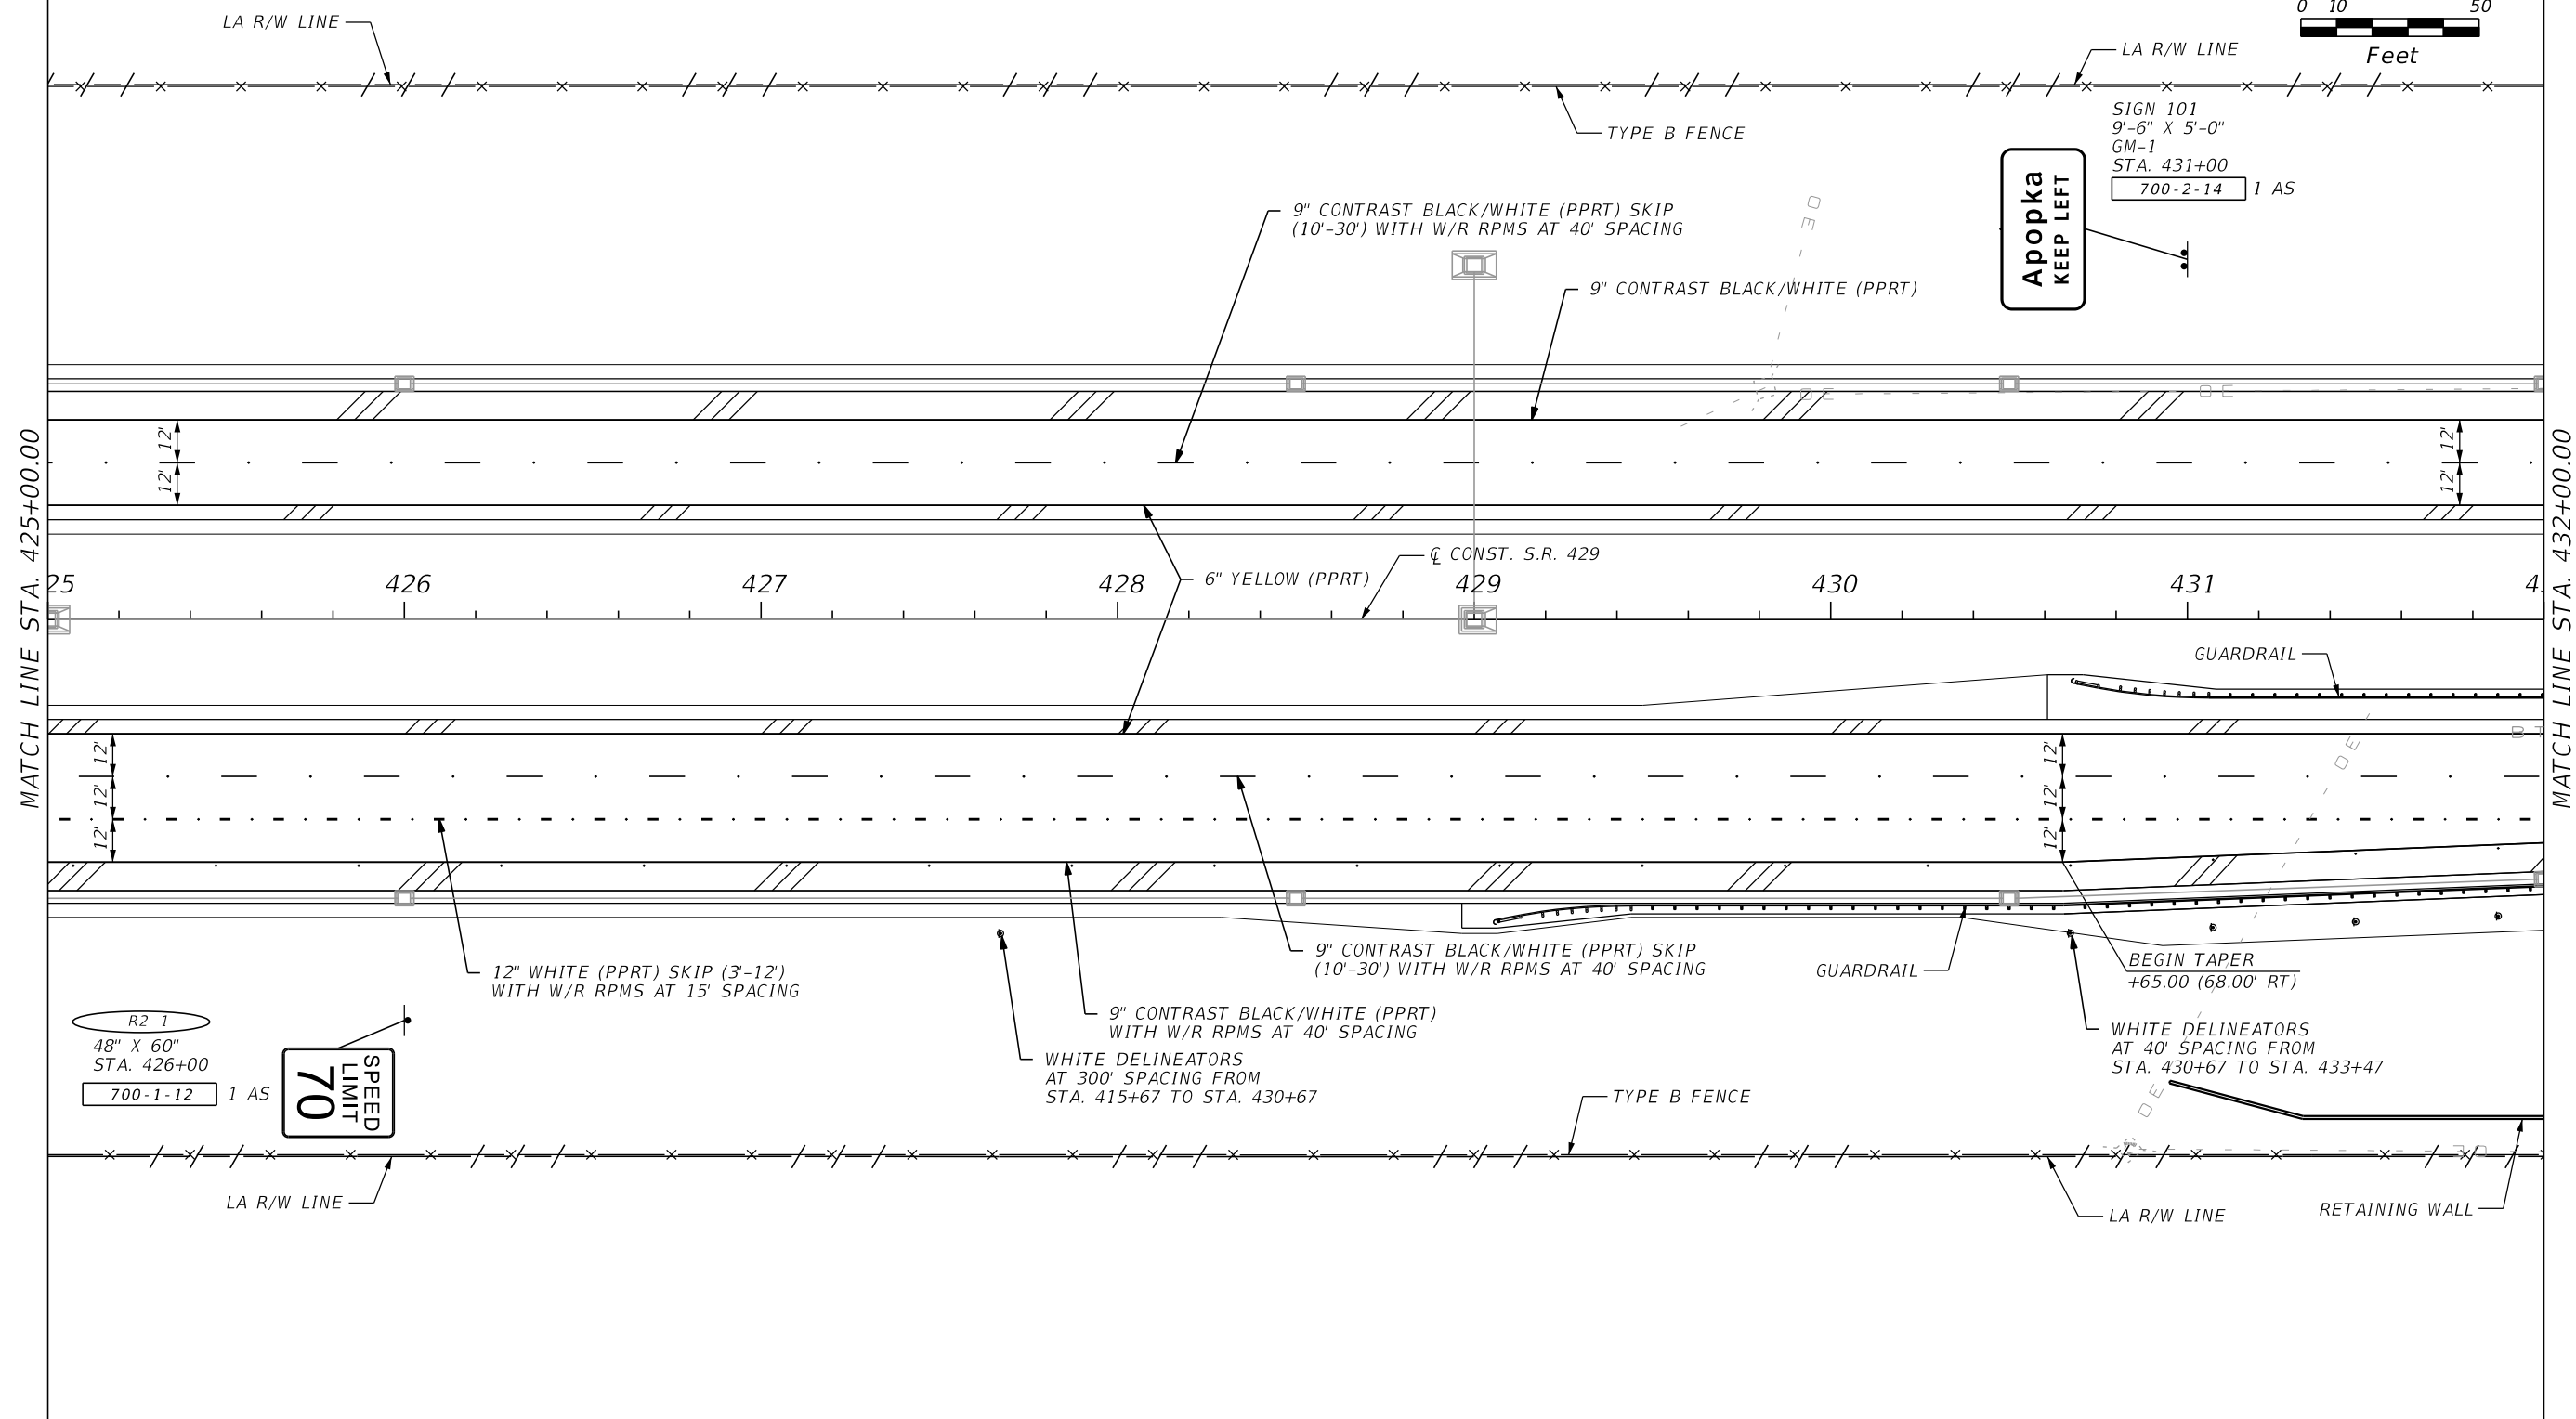 0 10 50
Feet
LA R/W LINE
LA R/W LINE
TYPE B FENCE
SIGN 101
9'-6" X 5'-0"
GM-1
STA. 431+00
700-2-14 1 AS
Apopka
KEEP LEFT
OE
9" CONTRAST BLACK/WHITE (PPRT) SKIP
(10'-30') WITH W/R RPMS AT 40' SPACING
9" CONTRAST BLACK/WHITE (PPRT)
OE
OE
12'
12'
12'
12'
MATCH LINE STA. 425+00.00
MATCH LINE STA. 432+00.00
℄ CONST. S.R. 429
6" YELLOW (PPRT)
25 426 427 428 429 430 431 4
GUARDRAIL
OE
12'
12'
12'
12'
12'
12'
9" CONTRAST BLACK/WHITE (PPRT) SKIP
(10'-30') WITH W/R RPMS AT 40' SPACING
GUARDRAIL
BEGIN TAPER
+65.00 (68.00' RT)
12" WHITE (PPRT) SKIP (3'-12')
WITH W/R RPMS AT 15' SPACING
9" CONTRAST BLACK/WHITE (PPRT)
WITH W/R RPMS AT 40' SPACING
WHITE DELINEATORS
AT 300' SPACING FROM
STA. 415+67 TO STA. 430+67
WHITE DELINEATORS
AT 40' SPACING FROM
STA. 430+67 TO STA. 433+47
R2-1
48" X 60"
STA. 426+00
700-1-12 1 AS
SPEED
LIMIT
70
TYPE B FENCE
OE
OE
LA R/W LINE
LA R/W LINE
RETAINING WALL